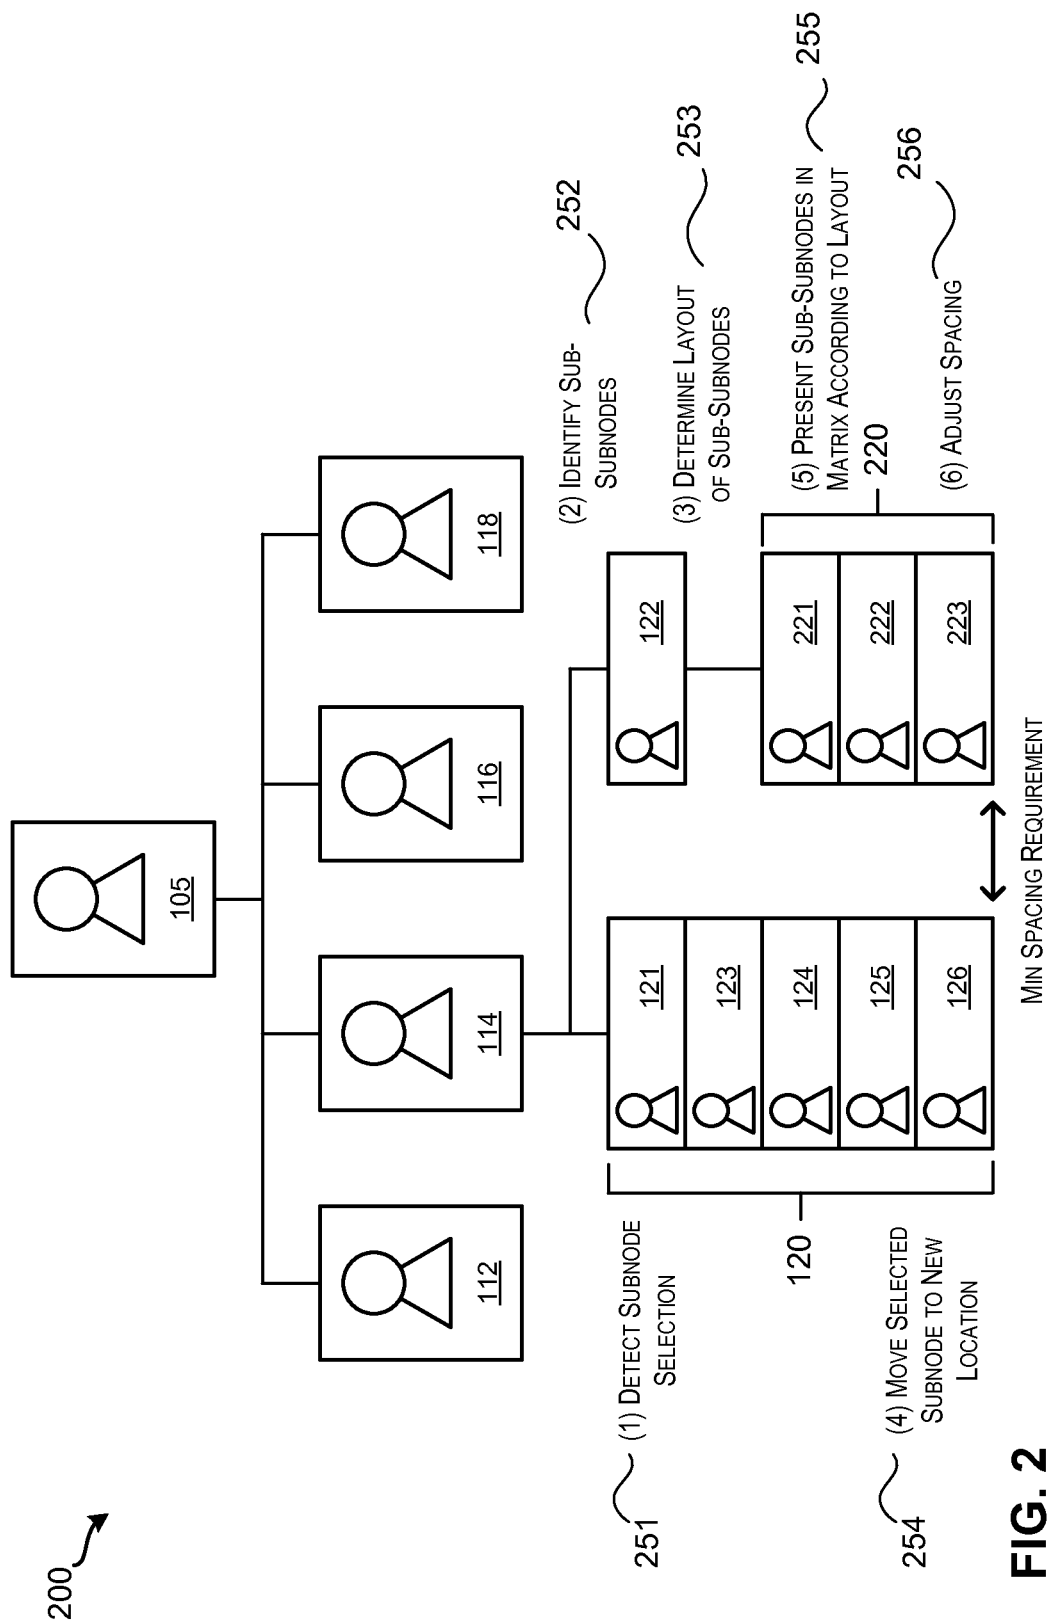 200
105
112
114
116
118
(1) DETECT SUBNODE
SELECTION
251
(2) IDENTIFY SUB-
SUBNODES
252
(3) DETERMINE LAYOUT
OF SUB-SUBNODES
253
(4) MOVE SELECTED
SUBNODE TO NEW
LOCATION
254
(5) PRESENT SUB-SUBNODES IN
MATRIX ACCORDING TO LAYOUT
255
(6) ADJUST SPACING
256
120
121
123
124
125
126
122
220
221
222
223
MIN SPACING REQUIREMENT
FIG. 2